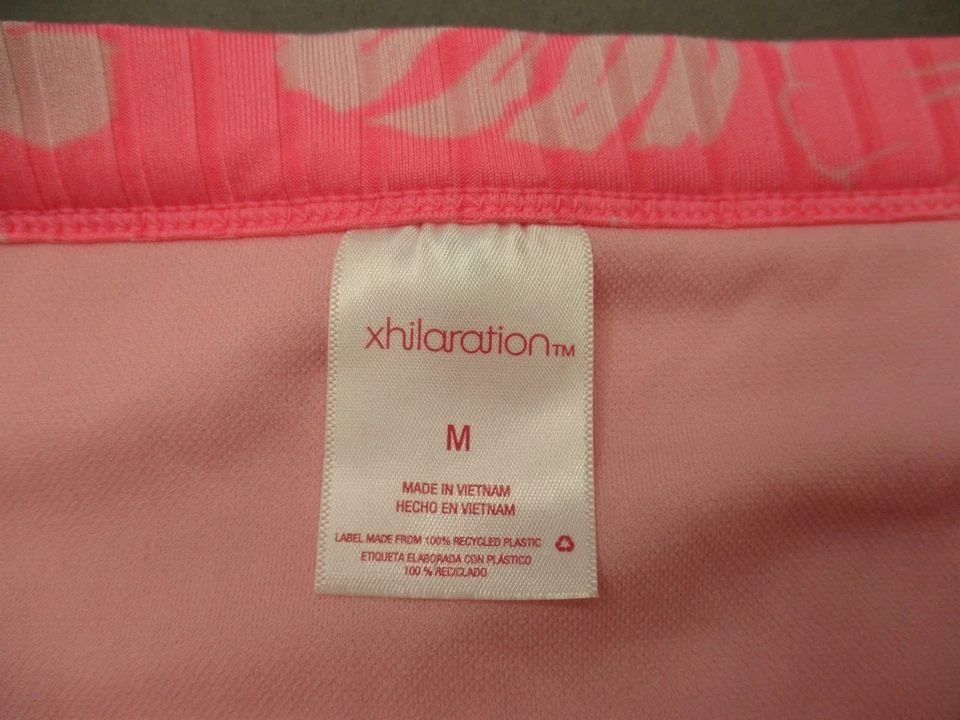 xhilaration™
M
MADE IN VIETNAM
HECHO EN VIETNAM
LABEL MADE FROM 100% RECYCLED PLASTIC
ETIQUETA ELABORADA CON PLÁSTICO
100 % RECICLADO